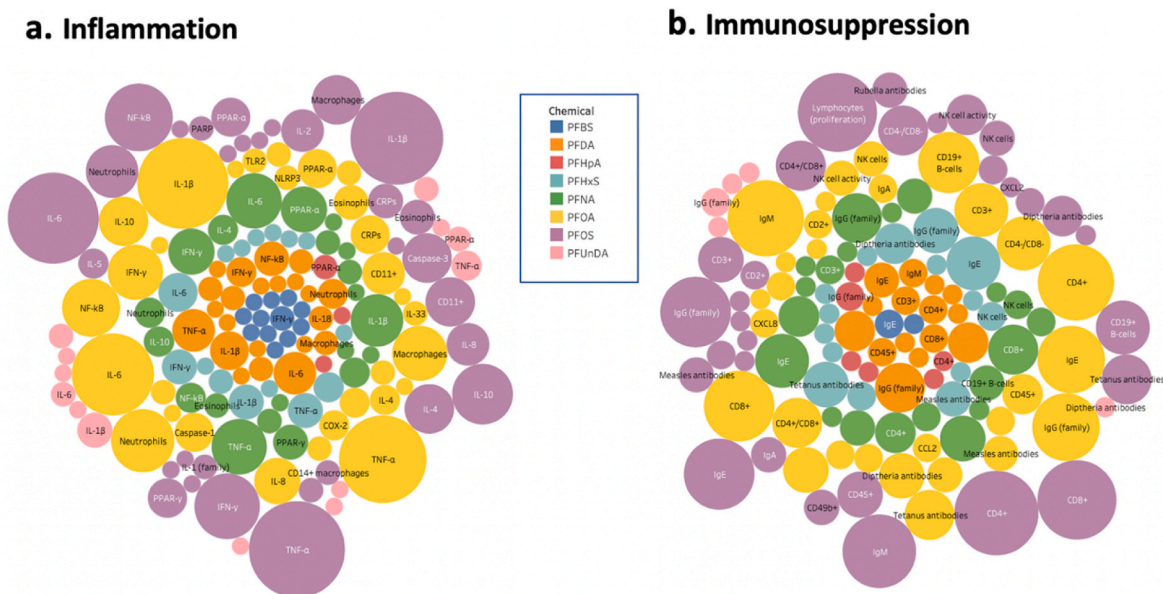 a. Inflammation
b. Immunosuppression
Chemical
PFBS
PFDA
PFHpA
PFHxS
PFNA
PFOA
PFOS
PFUnDA
Macrophages
NF-kB
PARP
PPAR-α
IL-2
IL-1β
TLR2
NLRP3
PPAR-α
Neutrophils
IL-1β
IL-6
PPAR-α
Eosinophils
CRPs
Eosinophils
IL-6
IL-10
IL-4
CRPs
PPAR-α
IFN-γ
NF-kB
Caspase-3
IL-5
IFN-γ
IFN-γ
PPAR-α
CD11+
TNF-α
IL-6
Neutrophils
CD11+
NF-kB
Neutrophils
IFN-γ
IL-18
IL-1β
IL-33
TNF-α
IL-10
IL-1β
Macrophages
Macrophages
IL-8
IFN-γ
IL-6
IL-6
IL-6
NF-kB
Eosinophils
IL-1β
TNF-α
IL-4
IL-4
IL-10
IL-1β
Caspase-1
COX-2
Neutrophils
TNF-α
PPAR-γ
TNF-α
IL-1 (family)
CD14+ macrophages
IL-8
PPAR-γ
IFN-γ
TNF-α
Rubella antibodies
Lymphocytes
(proliferation)
NK cell activity
CD4-/CD8-
NK cells
NK cells
CD4+/CD8+
CD19+
B-cells
NK cell activity
IgA
CXCL2
IgG (family)
IgM
CD2+
IgG (family)
CD3+
Diptheria antibodies
IgG (family)
Diptheria antibodies
CD4-/CD8-
CD3+
CD3+
IgE
CD2+
IgE
IgM
CD4+
IgG (family)
CD3+
NK cells
IgG (family)
CD4+
NK cells
CXCL8
IgE
CD19+
B-cells
CD8+
CD8+
CD45+
IgE
CD4+
IgE
Measles antibodies
Tetanus antibodies
IgG (family)
CD19+ B-cells
Tetanus antibodies
Measles antibodies
CD45+
CD8+
Diptheria antibodies
CD4+/CD8+
CD4+
IgG (family)
CCL2
Measles antibodies
IgA
IgE
Diptheria antibodies
CD45+
CD49b+
Tetanus antibodies
CD4+
CD8+
IgM